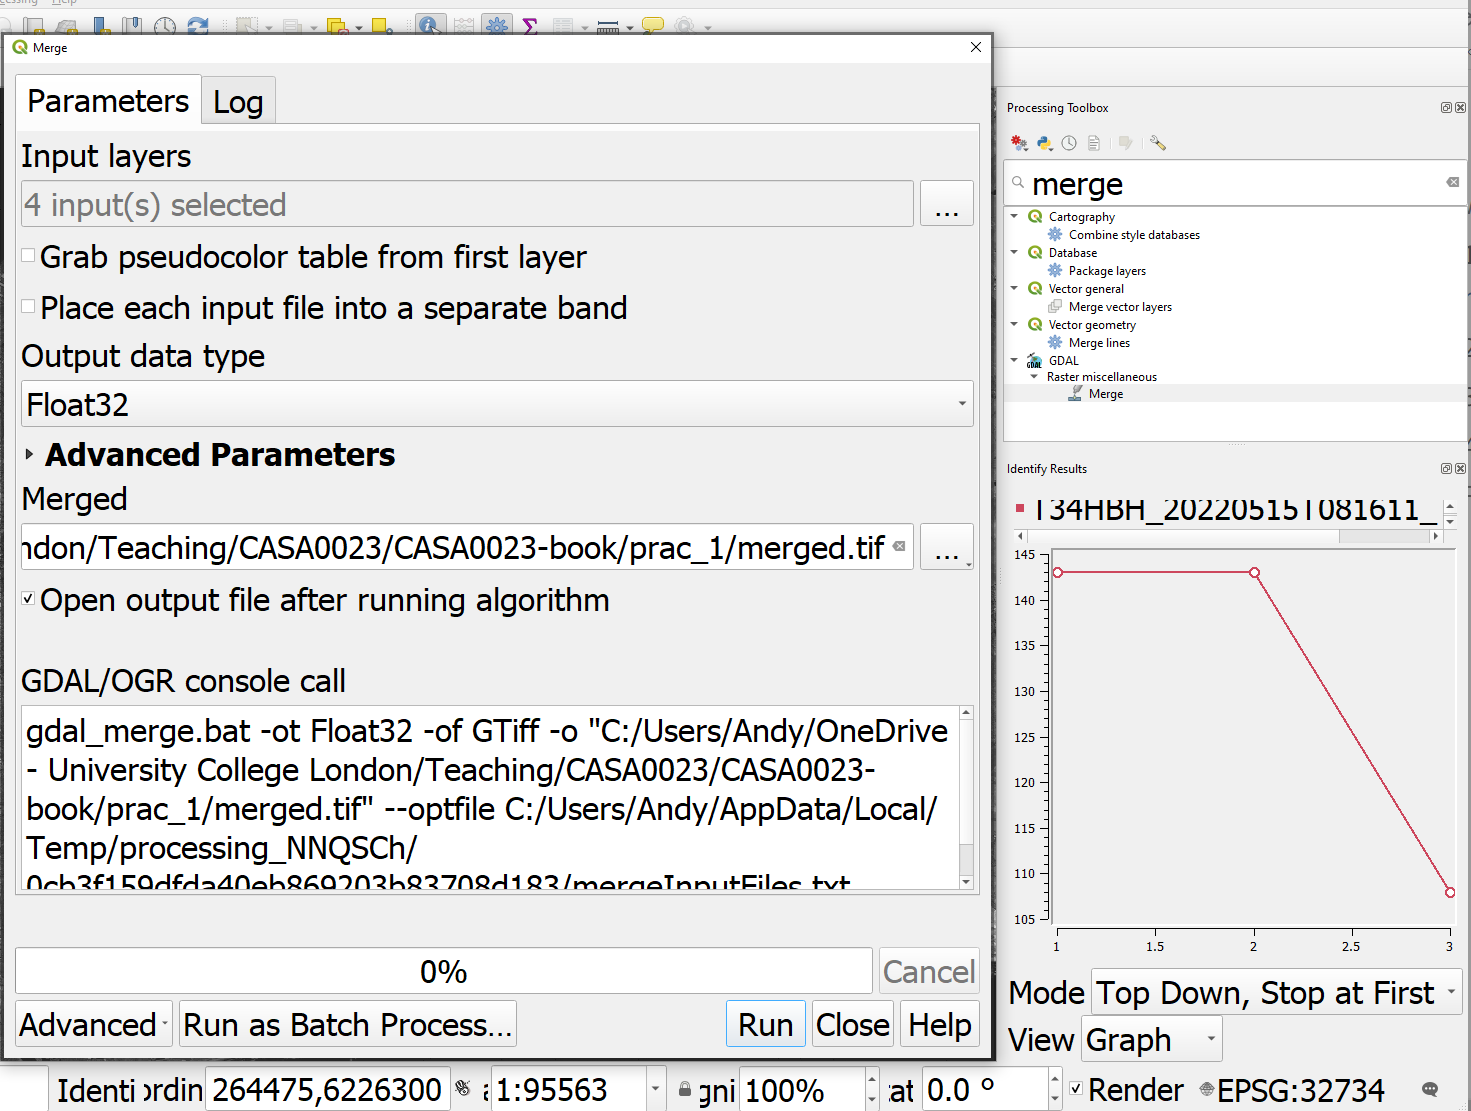 Help
Merge
Parameters
Log
Input layers
4 input(s) selected
...
Grab pseudocolor table from first layer
Place each input file into a separate band
Output data type
Float32
Advanced Parameters
Merged
ndon/Teaching/CASA0023/CASA0023-book/prac_1/merged.tif
...
Open output file after running algorithm
GDAL/OGR console call
gdal_merge.bat -ot Float32 -of GTiff -o "C:/Users/Andy/OneDrive
- University College London/Teaching/CASA0023/CASA0023-
book/prac_1/merged.tif" --optfile C:/Users/Andy/AppData/Local/
Temp/processing_NNQSCh/
0cb3f159dfda40eb869203b83708d183/mergeInputFiles.txt
0%
Cancel
Advanced
Run as Batch Process...
Run
Close
Help
Processing Toolbox
merge
Cartography
Combine style databases
Database
Package layers
Vector general
Merge vector layers
Vector geometry
Merge lines
GDAL
Raster miscellaneous
Merge
Identify Results
T34HBH_20220515T081611_
145
140
135
130
125
120
115
110
105
1
1.5
2
2.5
3
Mode
Top Down, Stop at First
View
Graph
Identi
ordin
264475,6226300
1:95563
gni
100%
at
0.0 °
Render
EPSG:32734